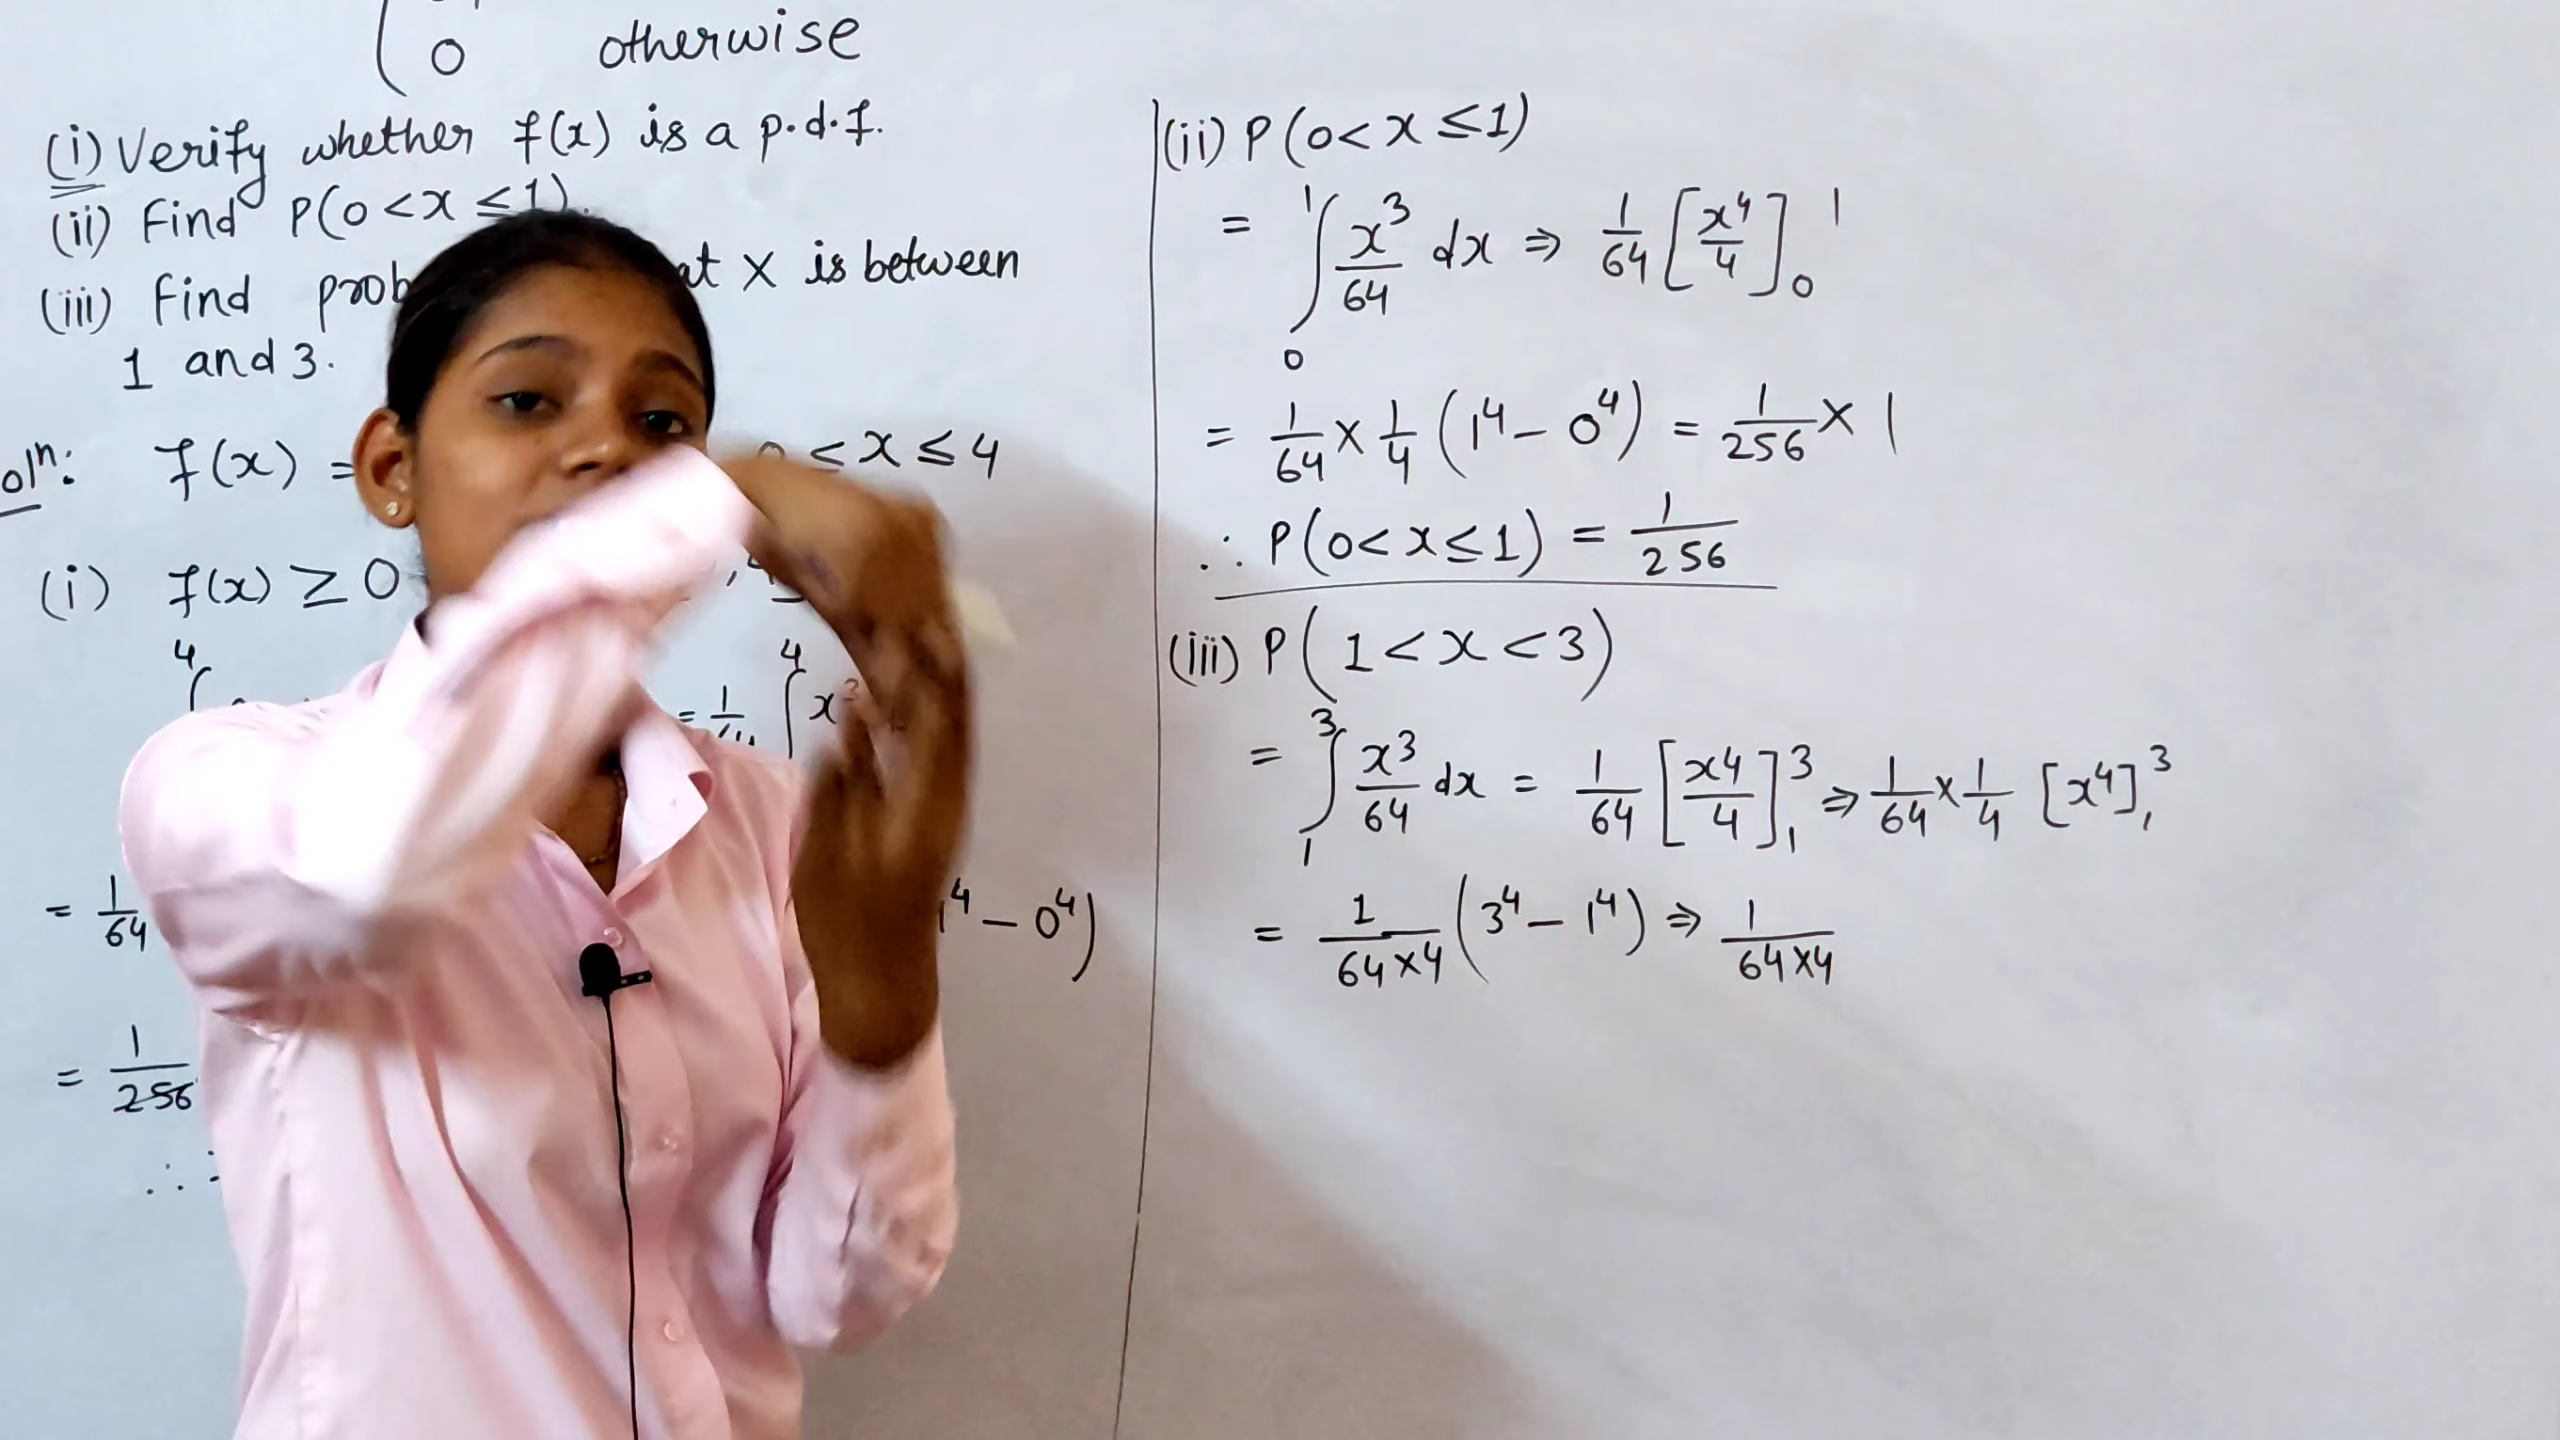 0 otherwise
(i) Verify whether f(x) is a p.d.f.
(ii) Find P(0 < x ≤ 1).
(iii) Find at X is between
1 and 3.
f(x) = < x ≤ 4
(i) f(x) ≥ 0
4 = 1/64 ∫ 4 x³
= 1/64 4 – 0⁴)
= 1/256
∴
(ii) P(0 < x ≤ 1)
= ∫₀¹ x³/64 dx ⇒ 1/64 [x⁴/4]₀¹
= 1/64 × 1/4 (1⁴ – 0⁴) = 1/256 × 1
∴ P(0 < x ≤ 1) = 1/256
(iii) P(1 < x < 3)
= ∫₁³ x³/64 dx = 1/64 [x⁴/4]₁³ ⇒ 1/64 × 1/4 [x⁴]₁³
= 1/64×4 (3⁴ – 1⁴) ⇒ 1/64×4